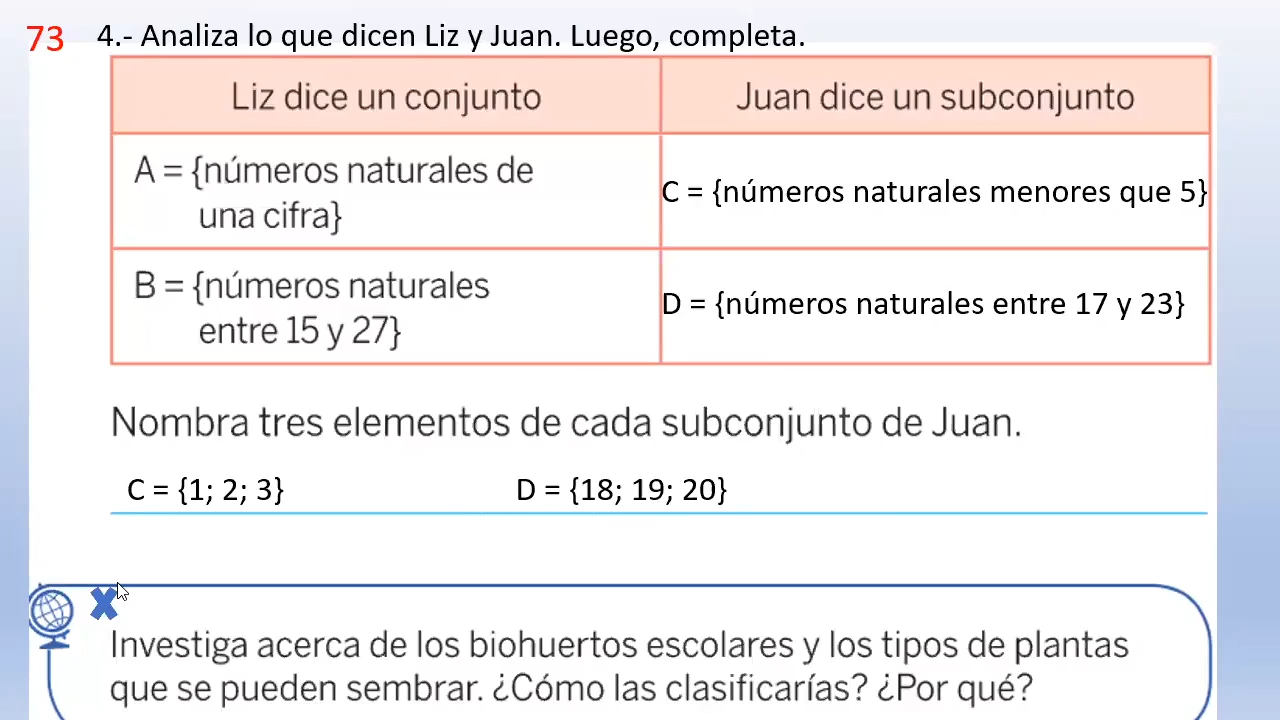 73 4.- Analiza lo que dicen Liz y Juan. Luego, completa.
Liz dice un conjunto
Juan dice un subconjunto
A = {números naturales de
una cifra}
C = {números naturales menores que 5}
B = {números naturales
entre 15 y 27}
D = {números naturales entre 17 y 23}
Nombra tres elementos de cada subconjunto de Juan.
C = {1; 2; 3} D = {18; 19; 20}
Investiga acerca de los biohuertos escolares y los tipos de plantas
que se pueden sembrar. ¿Cómo las clasificarías? ¿Por qué?